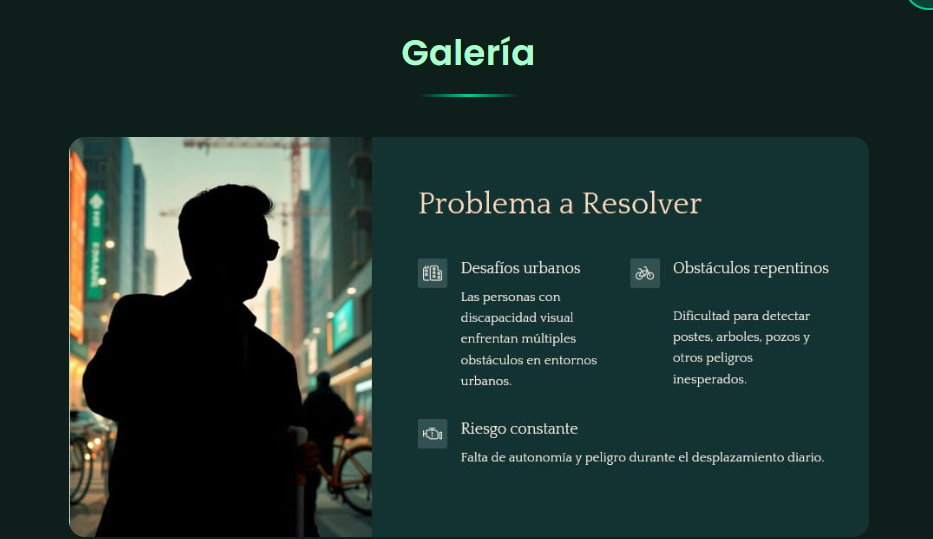 Galería
Problema a Resolver
Desafíos urbanos
Las personas con
discapacidad visual
enfrentan múltiples
obstáculos en entornos
urbanos.
Obstáculos repentinos
Dificultad para detectar
postes, arboles, pozos y
otros peligros
inesperados.
Riesgo constante
Falta de autonomía y peligro durante el desplazamiento diario.